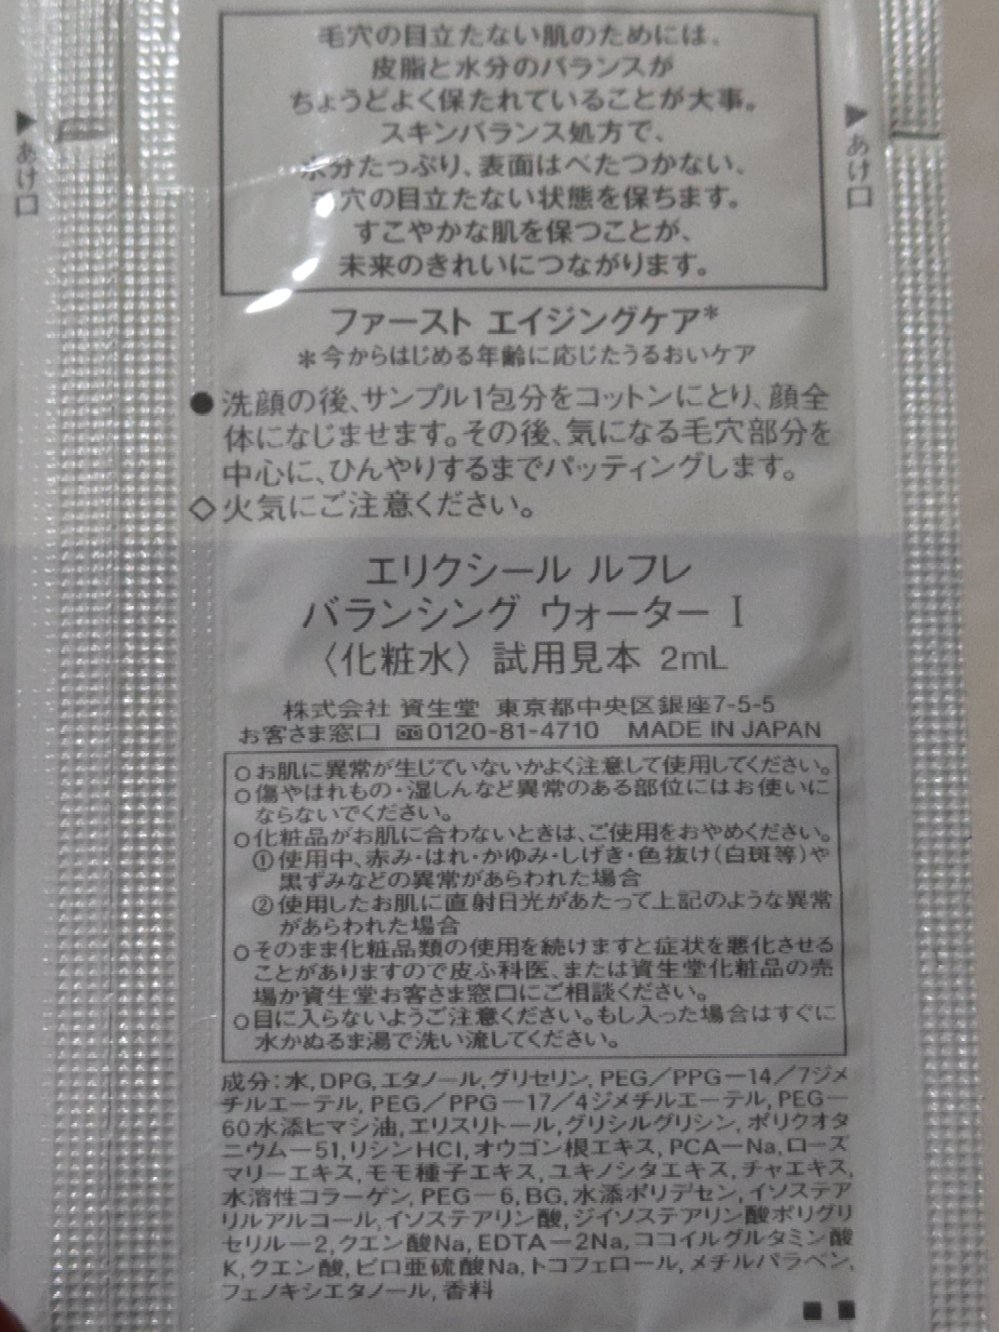 毛穴の目立たない肌のためには、
皮脂と水分のバランスが
ちょうどよく保たれていることが大事。
スキンバランス処方で、
水分たっぷり、表面はべたつかない、
毛穴の目立たない状態を保ちます。
すこやかな肌を保つことが、
未来のきれいにつながります。
▶あけ口
▶あけ口
ファースト エイジングケア*
*今からはじめる年齢に応じたうるおいケア
●洗顔の後、サンプル1包分をコットンにとり、顔全
体になじませます。その後、気になる毛穴部分を
中心に、ひんやりするまでパッティングします。
◇火気にご注意ください。
エリクシール ルフレ
バランシング ウォーター Ⅰ
〈化粧水〉 試用見本 2mL
株式会社 資生堂 東京都中央区銀座7-5-5
お客さま窓口 0120-81-4710 MADE IN JAPAN
○お肌に異常が生じていないかよく注意して使用してください。
○傷やはれもの・湿しんなど異常のある部位にはお使いに
ならないでください。
○化粧品がお肌に合わないときは、ご使用をおやめください。
①使用中、赤み・はれ・かゆみ・しげき・色抜け(白斑等)や
黒ずみなどの異常があらわれた場合
②使用したお肌に直射日光があたって上記のような異常
があらわれた場合
○そのまま化粧品類の使用を続けますと症状を悪化させる
ことがありますので皮ふ科医、または資生堂化粧品の売
場か資生堂お客さま窓口にご相談ください。
○目に入らないようご注意ください。もし入った場合はすぐに
水かぬるま湯で洗い流してください。
成分:水,DPG,エタノール,グリセリン,PEG/PPG-14/7ジメ
チルエーテル,PEG/PPG-17/4ジメチルエーテル,PEG-
60水添ヒマシ油,エリスリトール,グリシルグリシン,ポリクオタ
ニウム-51,リシンHCl,オウゴン根エキス,PCA-Na,ローズ
マリーエキス,モモ種子エキス,ユキノシタエキス,チャエキス,
水溶性コラーゲン,PEG-6,BG,水添ポリデセン,イソステア
リルアルコール,イソステアリン酸,ジイソステアリン酸ポリグリ
セリル-2,クエン酸Na,EDTA-2Na,ココイルグルタミン酸
K,クエン酸,ピロ亜硫酸Na,トコフェロール,メチルパラベン,
フェノキシエタノール,香料